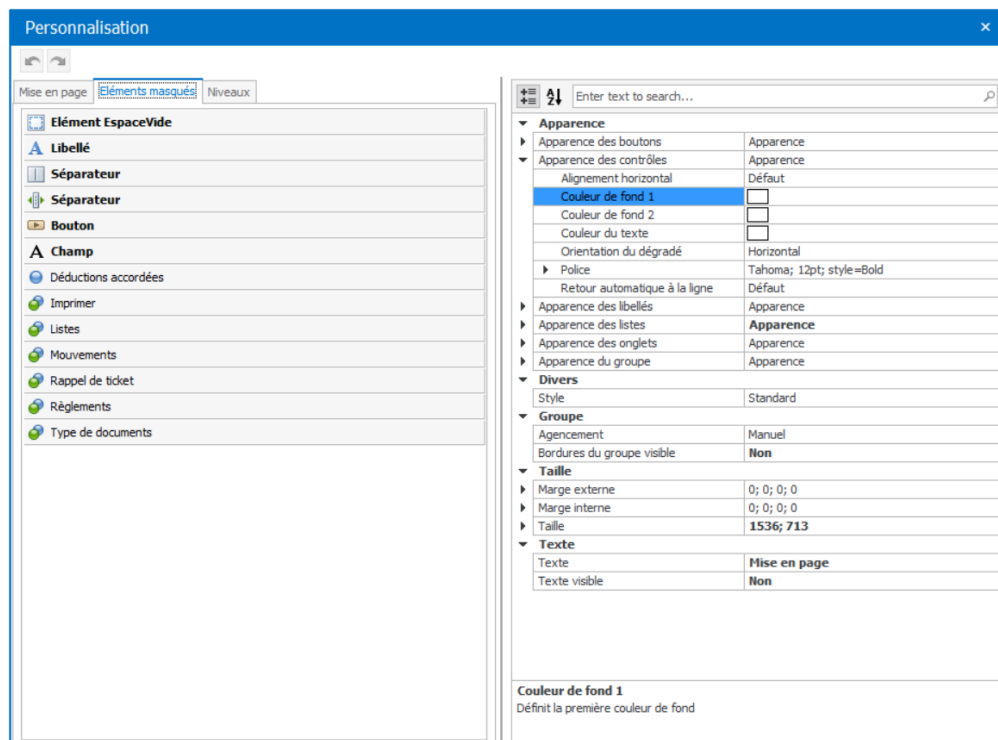 Personnalisation
Mise en page Eléments masqués Niveaux
Elément EspaceVide
Libellé
Séparateur
Séparateur
Bouton
Champ
Déductions accordées
Imprimer
Listes
Mouvements
Rappel de ticket
Règlements
Type de documents
Enter text to search...
Apparence
Apparence des boutons Apparence
Apparence des contrôles Apparence
Alignement horizontal Défaut
Couleur de fond 1
Couleur de fond 2
Couleur du texte
Orientation du dégradé Horizontal
Police Tahoma; 12pt; style=Bold
Retour automatique à la ligne Défaut
Apparence des libellés Apparence
Apparence des listes Apparence
Apparence des onglets Apparence
Apparence du groupe Apparence
Divers
Style Standard
Groupe
Agencement Manuel
Bordures du groupe visible Non
Taille
Marge externe 0; 0; 0; 0
Marge interne 0; 0; 0; 0
Taille 1536; 713
Texte
Texte Mise en page
Texte visible Non
Couleur de fond 1
Définit la première couleur de fond